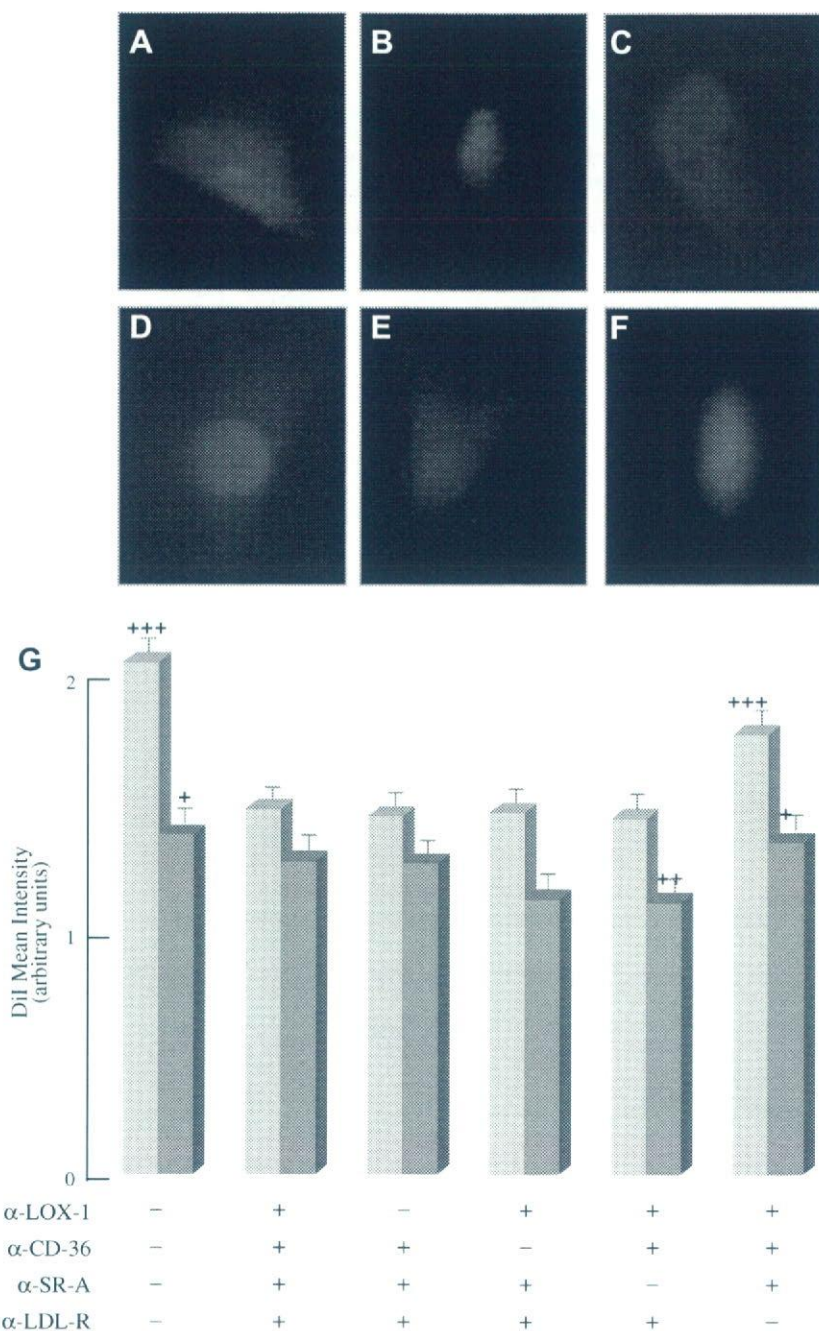 A B C
D E F
G
+++
+++
2
+
+
++
1
DiI Mean Intensity
(arbitrary units)
0
α-LOX-1 – + – + + +
α-CD-36 – + + – + +
α-SR-A – + + + – +
α-LDL-R – + + + + –